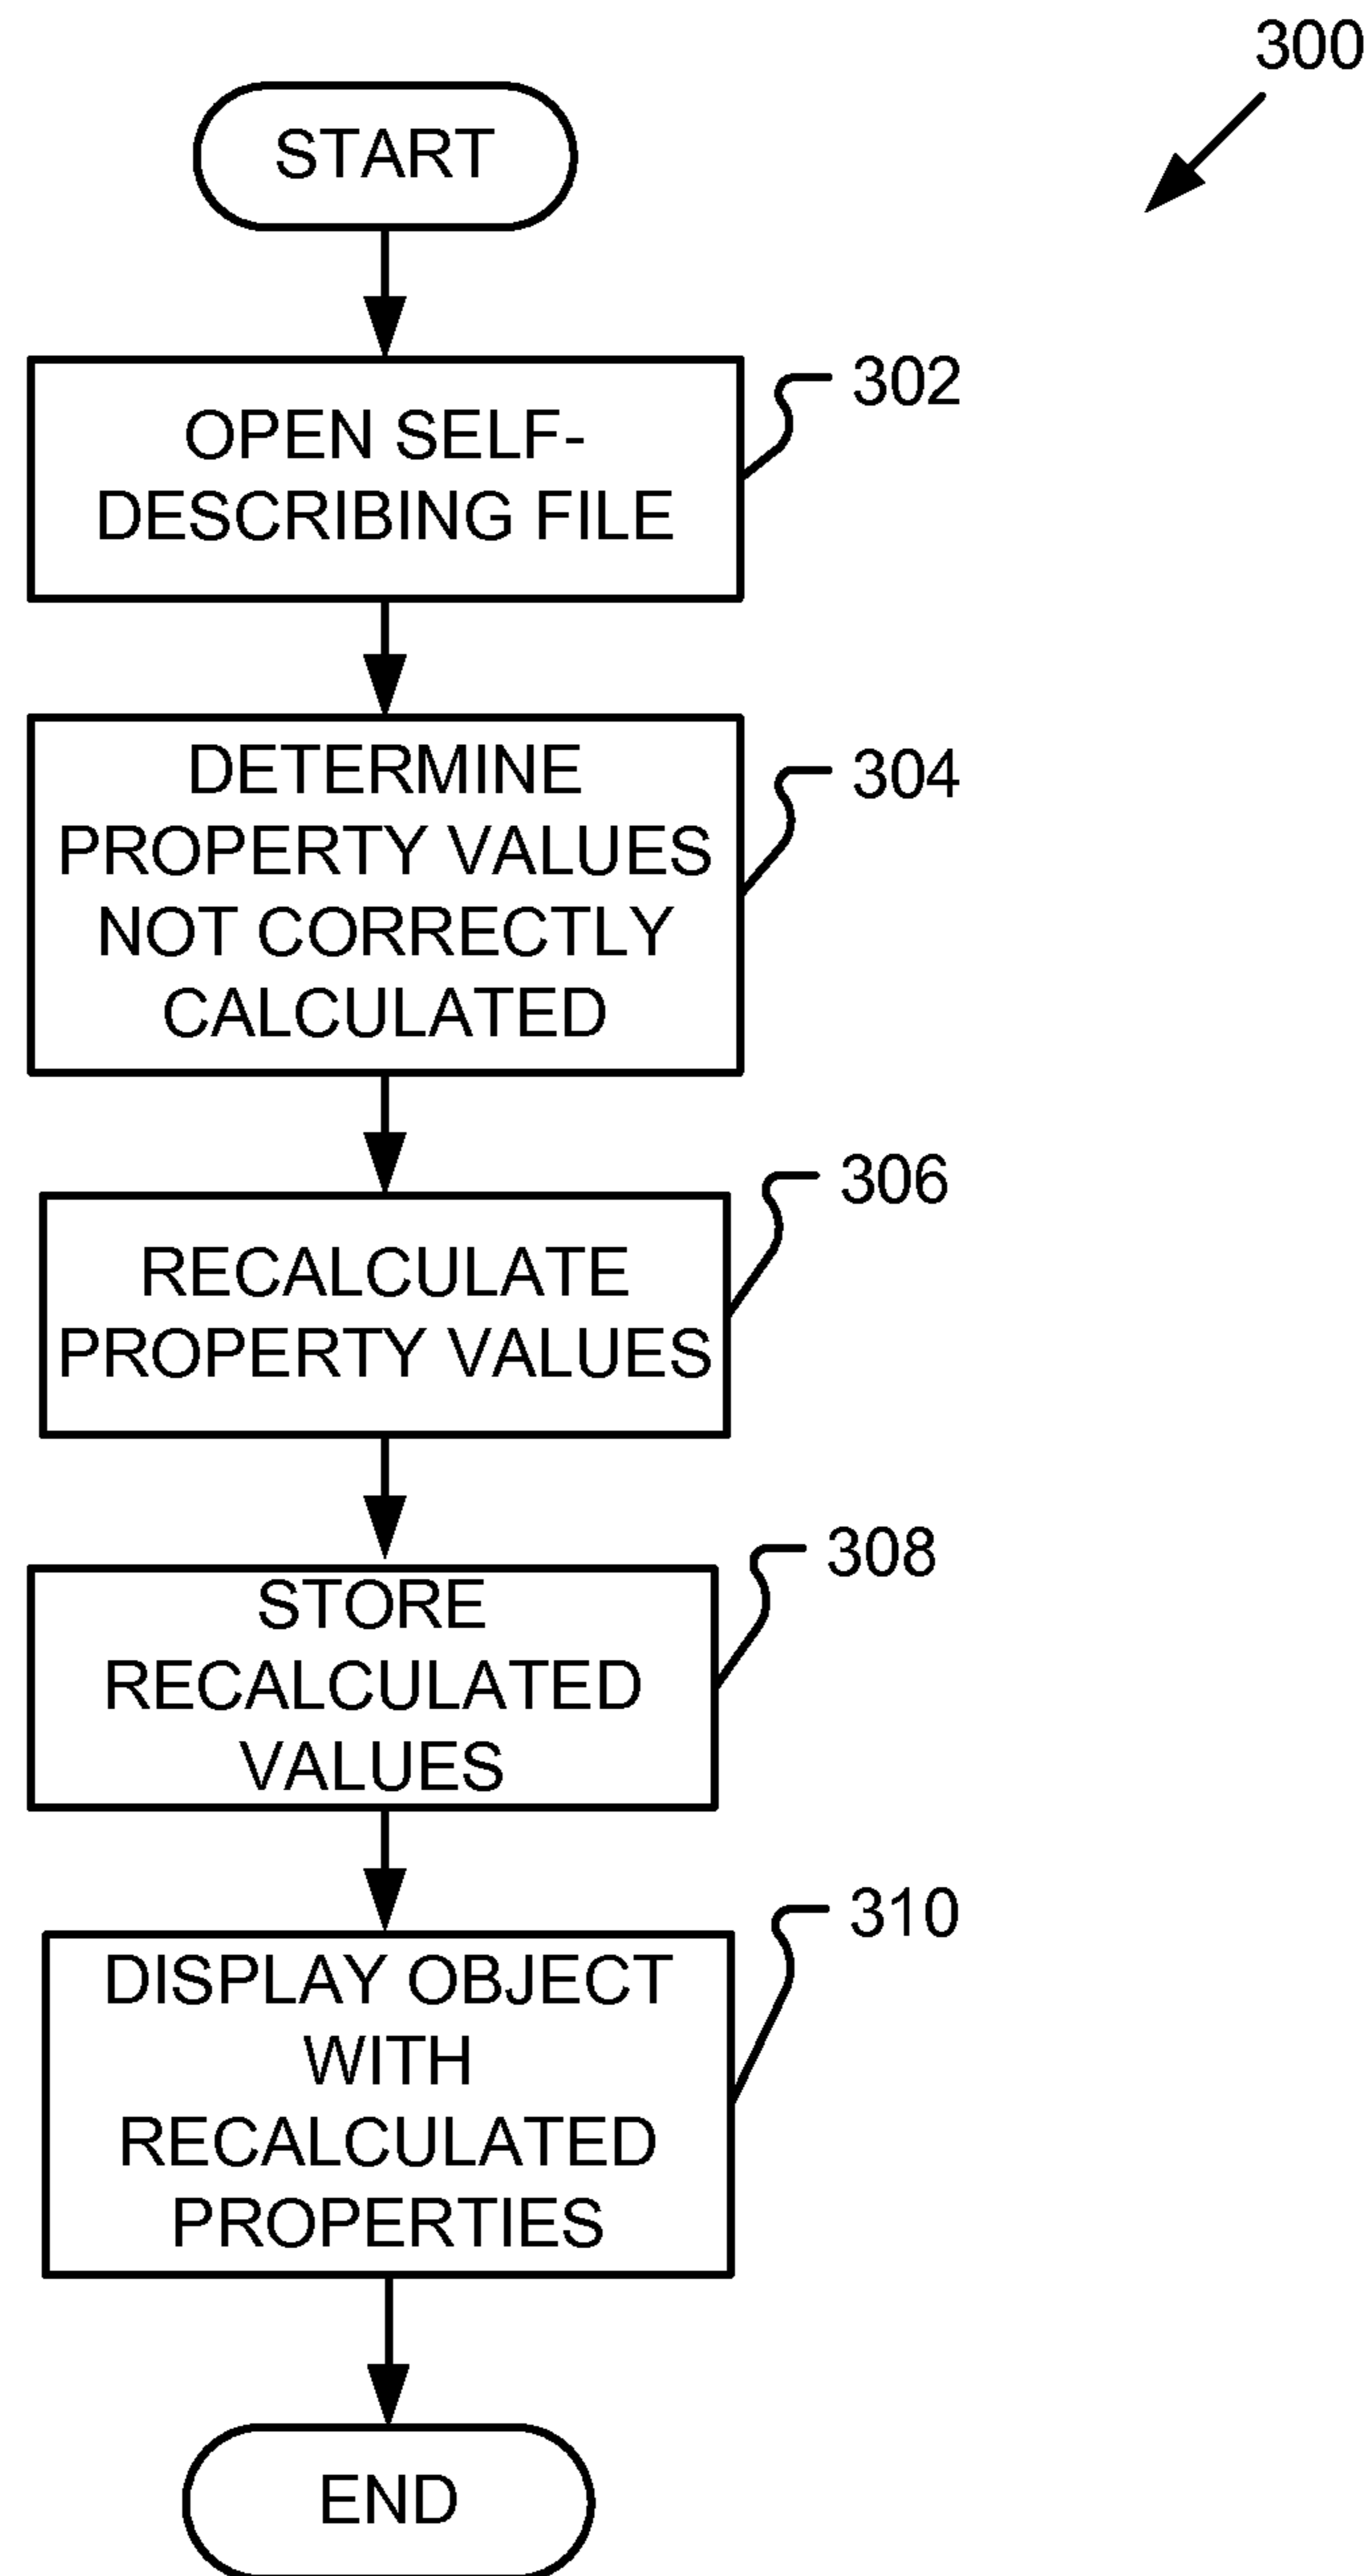 300
START
302
OPEN SELF-
DESCRIBING FILE
304
DETERMINE
PROPERTY VALUES
NOT CORRECTLY
CALCULATED
306
RECALCULATE
PROPERTY VALUES
308
STORE
RECALCULATED
VALUES
310
DISPLAY OBJECT
WITH
RECALCULATED
PROPERTIES
END